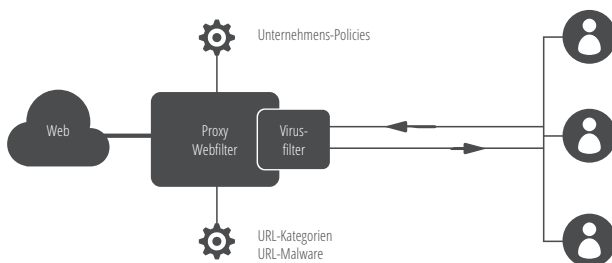 Unternehmens-Policies
Web
Proxy
Webfilter
Virus-
filter
URL-Kategorien
URL-Malware